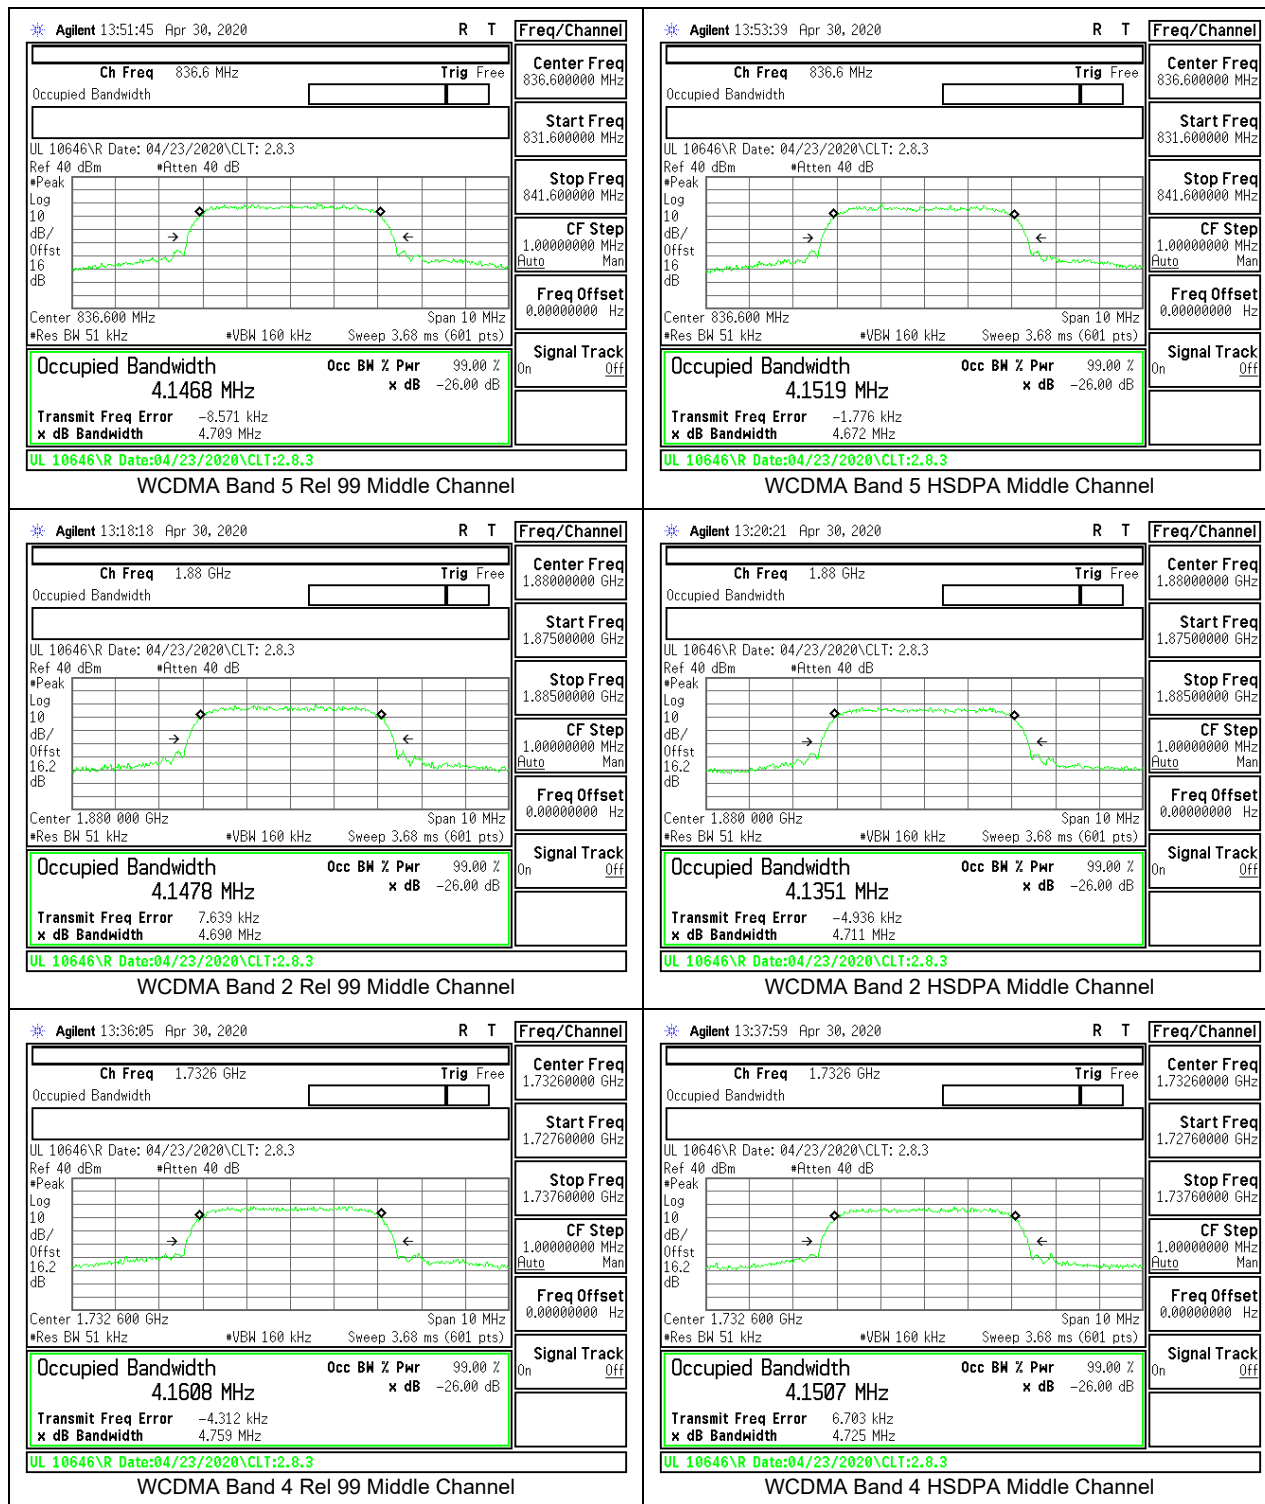 Agilent 13:51:45 Apr 30, 2020 R T Freq/Channel
Ch Freq 836.6 MHz Trig Free
Occupied Bandwidth
Center Freq
836.600000 MHz
Start Freq
831.600000 MHz
Stop Freq
841.600000 MHz
CF Step
1.00000000 MHz
Auto Man
Freq Offset
0.00000000 Hz
Signal Track
On Off
UL 10646\R Date: 04/23/2020\CLT: 2.8.3
Ref 40 dBm #Atten 40 dB
#Peak
Log
10
dB/
Offst
16
dB
Center 836.600 MHz Span 10 MHz
#Res BW 51 kHz #VBW 160 kHz Sweep 3.68 ms (601 pts)
Occupied Bandwidth Occ BW % Pwr 99.00 %
4.1468 MHz x dB -26.00 dB
Transmit Freq Error -8.571 kHz
x dB Bandwidth 4.709 MHz
UL 10646\R Date:04/23/2020\CLT:2.8.3
WCDMA Band 5 Rel 99 Middle Channel
Agilent 13:53:39 Apr 30, 2020 R T Freq/Channel
Ch Freq 836.6 MHz Trig Free
Occupied Bandwidth
Center Freq
836.600000 MHz
Start Freq
831.600000 MHz
Stop Freq
841.600000 MHz
CF Step
1.00000000 MHz
Auto Man
Freq Offset
0.00000000 Hz
Signal Track
On Off
UL 10646\R Date: 04/23/2020\CLT: 2.8.3
Ref 40 dBm #Atten 40 dB
#Peak
Log
10
dB/
Offst
16
dB
Center 836.600 MHz Span 10 MHz
#Res BW 51 kHz #VBW 160 kHz Sweep 3.68 ms (601 pts)
Occupied Bandwidth Occ BW % Pwr 99.00 %
4.1519 MHz x dB -26.00 dB
Transmit Freq Error -1.776 kHz
x dB Bandwidth 4.672 MHz
UL 10646\R Date:04/23/2020\CLT:2.8.3
WCDMA Band 5 HSDPA Middle Channel
Agilent 13:18:18 Apr 30, 2020 R T Freq/Channel
Ch Freq 1.88 GHz Trig Free
Occupied Bandwidth
Center Freq
1.88000000 GHz
Start Freq
1.87500000 GHz
Stop Freq
1.88500000 GHz
CF Step
1.00000000 MHz
Auto Man
Freq Offset
0.00000000 Hz
Signal Track
On Off
UL 10646\R Date: 04/23/2020\CLT: 2.8.3
Ref 40 dBm #Atten 40 dB
#Peak
Log
10
dB/
Offst
16.2
dB
Center 1.880 000 GHz Span 10 MHz
#Res BW 51 kHz #VBW 160 kHz Sweep 3.68 ms (601 pts)
Occupied Bandwidth Occ BW % Pwr 99.00 %
4.1478 MHz x dB -26.00 dB
Transmit Freq Error 7.639 kHz
x dB Bandwidth 4.690 MHz
UL 10646\R Date:04/23/2020\CLT:2.8.3
WCDMA Band 2 Rel 99 Middle Channel
Agilent 13:20:21 Apr 30, 2020 R T Freq/Channel
Ch Freq 1.88 GHz Trig Free
Occupied Bandwidth
Center Freq
1.88000000 GHz
Start Freq
1.87500000 GHz
Stop Freq
1.88500000 GHz
CF Step
1.00000000 MHz
Auto Man
Freq Offset
0.00000000 Hz
Signal Track
On Off
UL 10646\R Date: 04/23/2020\CLT: 2.8.3
Ref 40 dBm #Atten 40 dB
#Peak
Log
10
dB/
Offst
16.2
dB
Center 1.880 000 GHz Span 10 MHz
#Res BW 51 kHz #VBW 160 kHz Sweep 3.68 ms (601 pts)
Occupied Bandwidth Occ BW % Pwr 99.00 %
4.1351 MHz x dB -26.00 dB
Transmit Freq Error -4.936 kHz
x dB Bandwidth 4.711 MHz
UL 10646\R Date:04/23/2020\CLT:2.8.3
WCDMA Band 2 HSDPA Middle Channel
Agilent 13:36:05 Apr 30, 2020 R T Freq/Channel
Ch Freq 1.7326 GHz Trig Free
Occupied Bandwidth
Center Freq
1.73260000 GHz
Start Freq
1.72760000 GHz
Stop Freq
1.73760000 GHz
CF Step
1.00000000 MHz
Auto Man
Freq Offset
0.00000000 Hz
Signal Track
On Off
UL 10646\R Date: 04/23/2020\CLT: 2.8.3
Ref 40 dBm #Atten 40 dB
#Peak
Log
10
dB/
Offst
16.2
dB
Center 1.732 600 GHz Span 10 MHz
#Res BW 51 kHz #VBW 160 kHz Sweep 3.68 ms (601 pts)
Occupied Bandwidth Occ BW % Pwr 99.00 %
4.1608 MHz x dB -26.00 dB
Transmit Freq Error -4.312 kHz
x dB Bandwidth 4.759 MHz
UL 10646\R Date:04/23/2020\CLT:2.8.3
WCDMA Band 4 Rel 99 Middle Channel
Agilent 13:37:59 Apr 30, 2020 R T Freq/Channel
Ch Freq 1.7326 GHz Trig Free
Occupied Bandwidth
Center Freq
1.73260000 GHz
Start Freq
1.72760000 GHz
Stop Freq
1.73760000 GHz
CF Step
1.00000000 MHz
Auto Man
Freq Offset
0.00000000 Hz
Signal Track
On Off
UL 10646\R Date: 04/23/2020\CLT: 2.8.3
Ref 40 dBm #Atten 40 dB
#Peak
Log
10
dB/
Offst
16.2
dB
Center 1.732 600 GHz Span 10 MHz
#Res BW 51 kHz #VBW 160 kHz Sweep 3.68 ms (601 pts)
Occupied Bandwidth Occ BW % Pwr 99.00 %
4.1507 MHz x dB -26.00 dB
Transmit Freq Error 6.703 kHz
x dB Bandwidth 4.725 MHz
UL 10646\R Date:04/23/2020\CLT:2.8.3
WCDMA Band 4 HSDPA Middle Channel